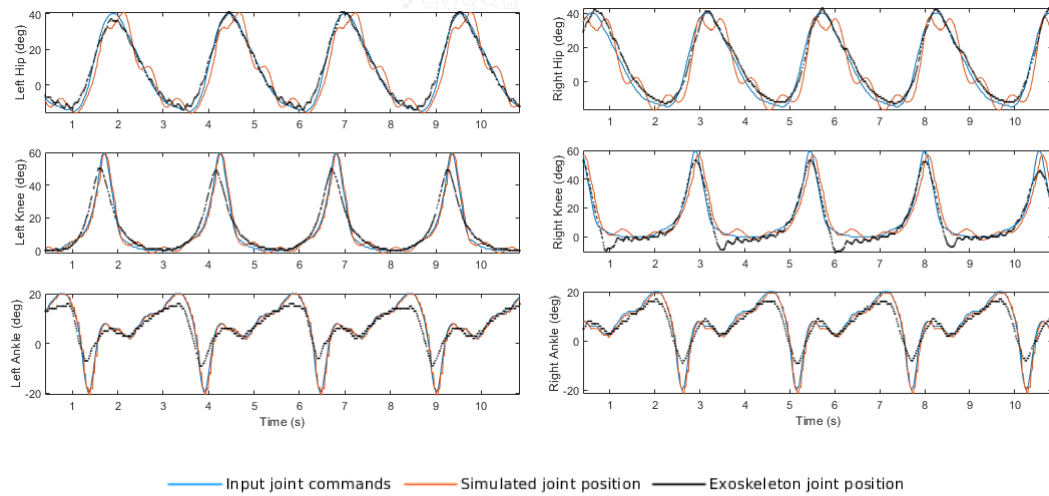 Left Hip (deg)
40
20
0
1 2 3 4 5 6 7 8 9 10
Right Hip (deg)
40
20
0
1 2 3 4 5 6 7 8 9 10
Left Knee (deg)
60
40
20
0
1 2 3 4 5 6 7 8 9 10
Right Knee (deg)
60
40
20
0
1 2 3 4 5 6 7 8 9 10
Left Ankle (deg)
20
0
-20
1 2 3 4 5 6 7 8 9 10
Time (s)
Right Ankle (deg)
20
0
-20
1 2 3 4 5 6 7 8 9 10
Time (s)
Input joint commands Simulated joint position Exoskeleton joint position